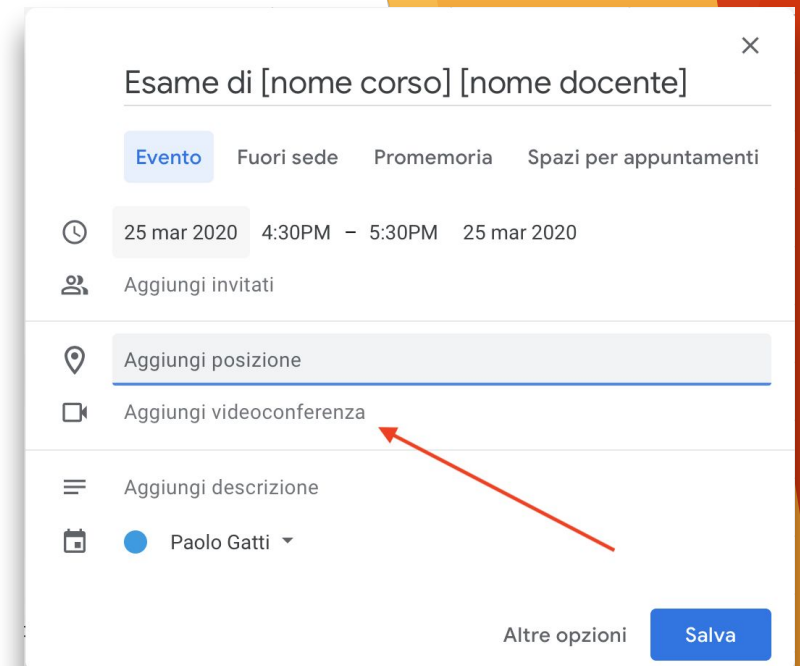 Esame di [nome corso] [nome docente]
Evento Fuori sede Promemoria Spazi per appuntamenti
25 mar 2020 4:30PM – 5:30PM 25 mar 2020
Aggiungi invitati
Aggiungi posizione
Aggiungi videoconferenza
Aggiungi descrizione
Paolo Gatti
Altre opzioni Salva